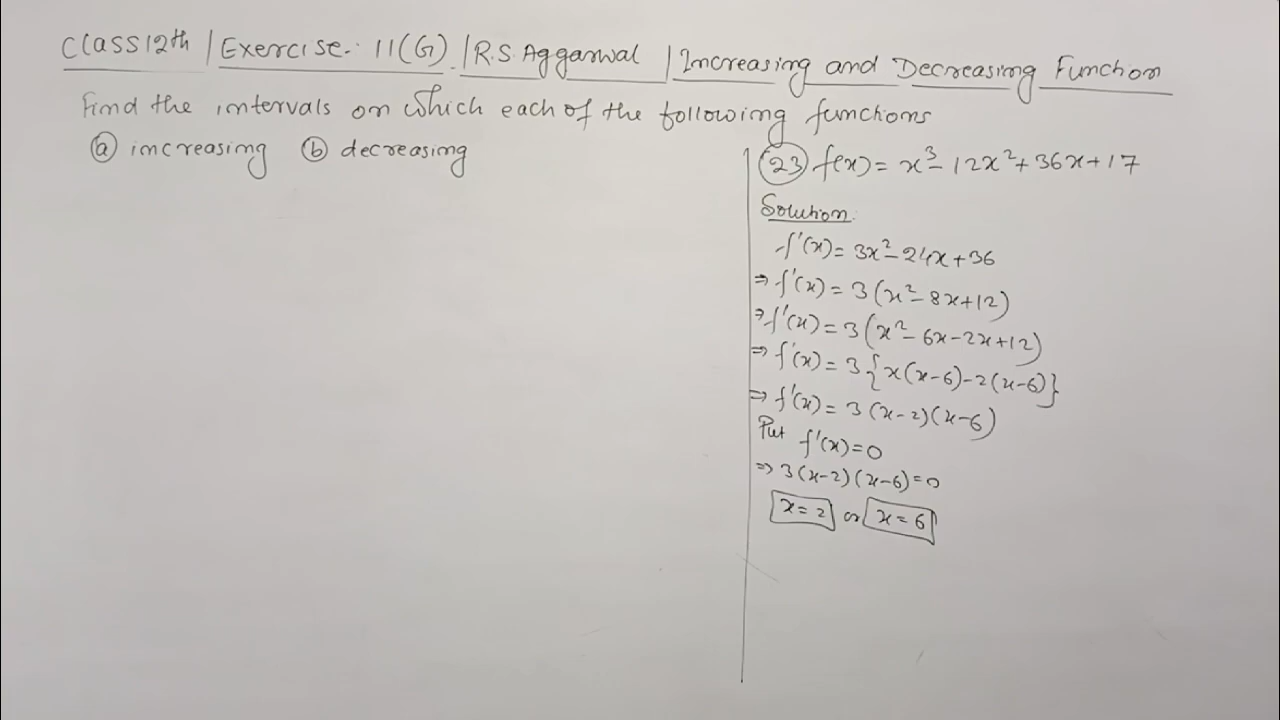 Class 12th / Exercise. 11(G) / R.S. Aggarwal / Increasing and Decreasing Function
Find the intervals on which each of the following functions
(a) increasing (b) decreasing
(23) f(x) = x³ - 12x² + 36x + 17
Solution.
f'(x) = 3x² - 24x + 36
⇒ f'(x) = 3(x² - 8x + 12)
⇒ f'(x) = 3(x² - 6x - 2x + 12)
⇒ f'(x) = 3{x(x-6) - 2(x-6)}
⇒ f'(x) = 3(x-2)(x-6)
Put f'(x) = 0
⇒ 3(x-2)(x-6) = 0
x = 2 or x = 6